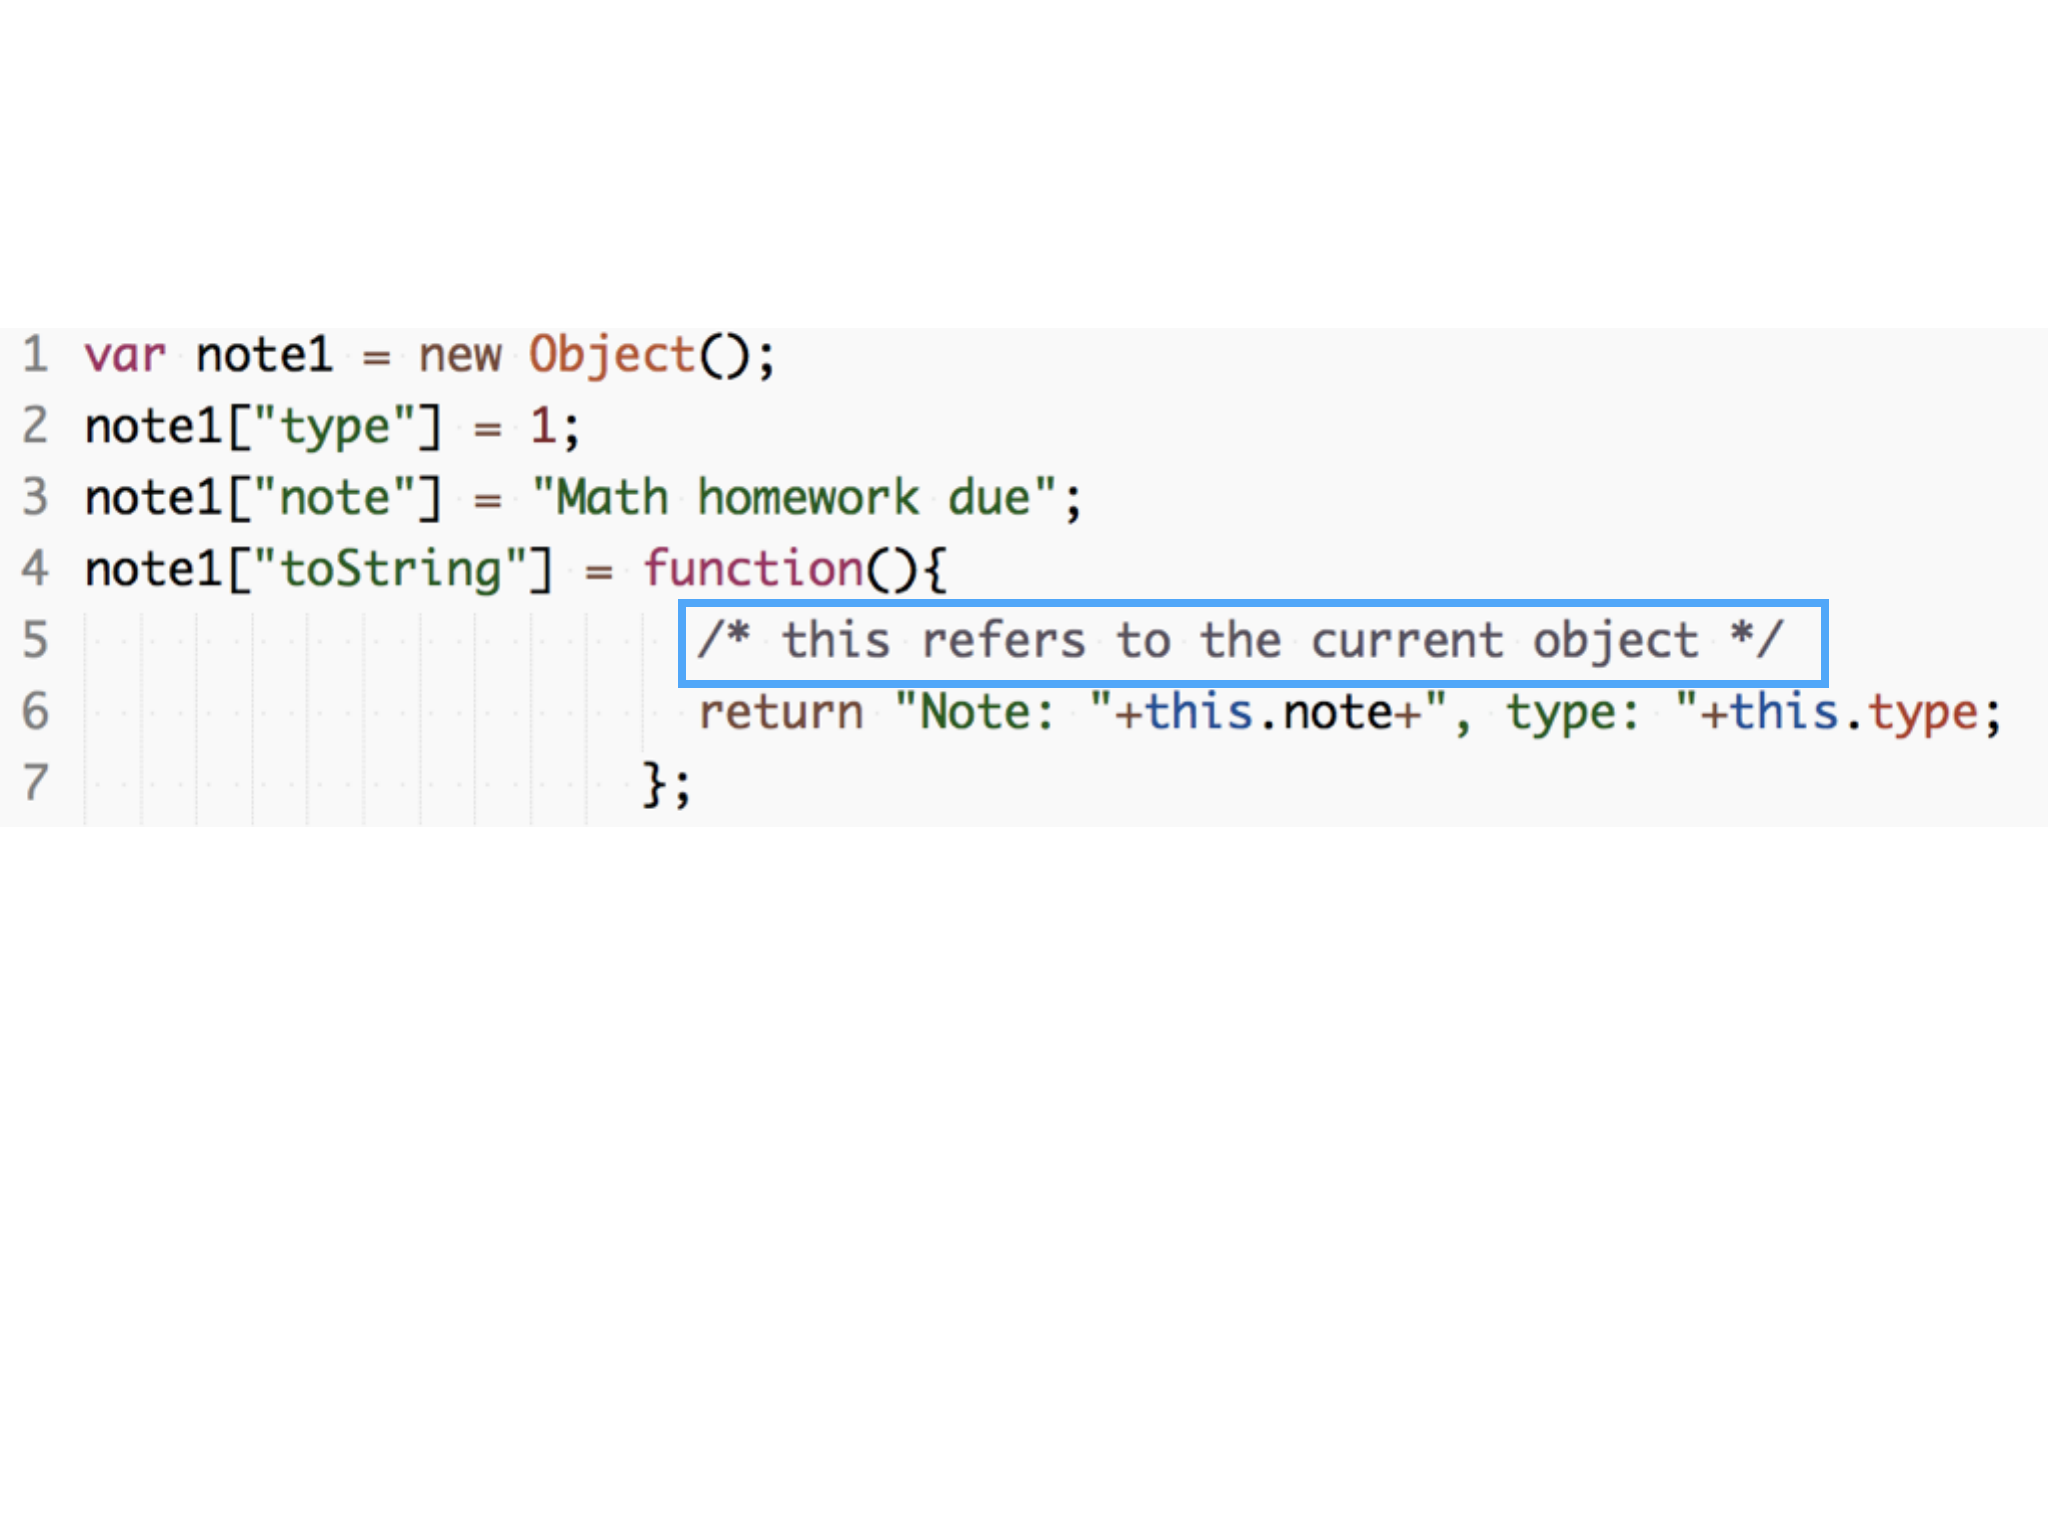 1 var note1 = new Object();
2 note1["type"] = 1;
3 note1["note"] = "Math homework due";
4 note1["toString"] = function(){
5 /* this refers to the current object */
6 return "Note: "+this.note+", type: "+this.type;
7 };